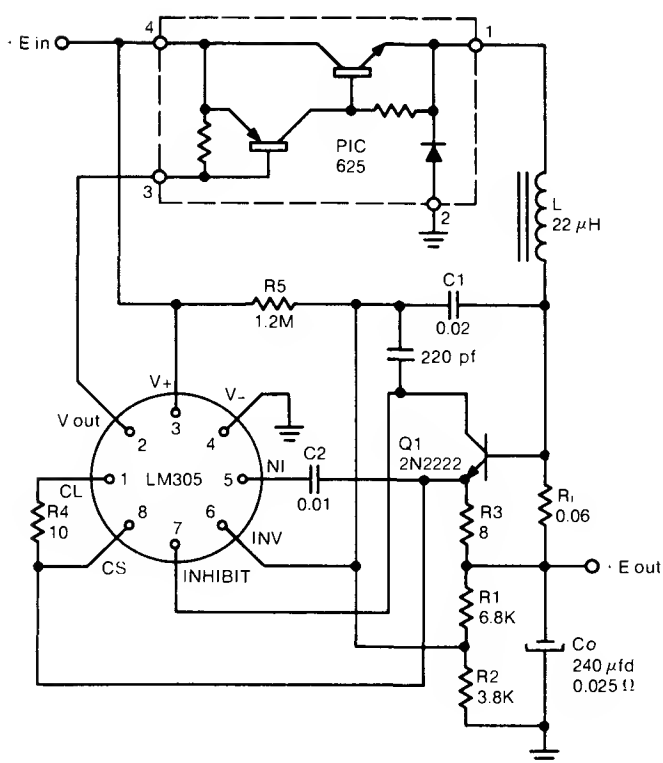 4
1
· E in
PIC
625
3
2
L
22 μH
R5
1.2M
C1
0.02
220 pf
V+
V–
V out
3
2
4
Q1
2N2222
C2
0.01
NI
1
LM305
5
CL
R4
10
8
6
7
INV
CS
INHIBIT
R3
8
Rı
0.06
· E out
R1
6.8K
Co
240 μfd
0.025 Ω
R2
3.8K